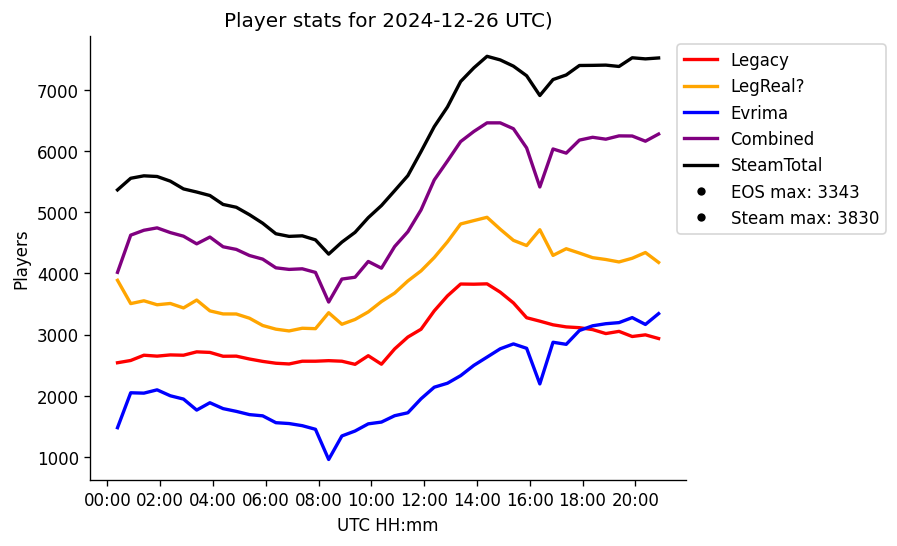 Player stats for 2024-12-26 UTC)
Legacy
LegReal?
Evrima
Combined
SteamTotal
EOS max: 3343
Steam max: 3830
Players
7000
6000
5000
4000
3000
2000
1000
00:00 02:00 04:00 06:00 08:00 10:00 12:00 14:00 16:00 18:00 20:00
UTC HH:mm